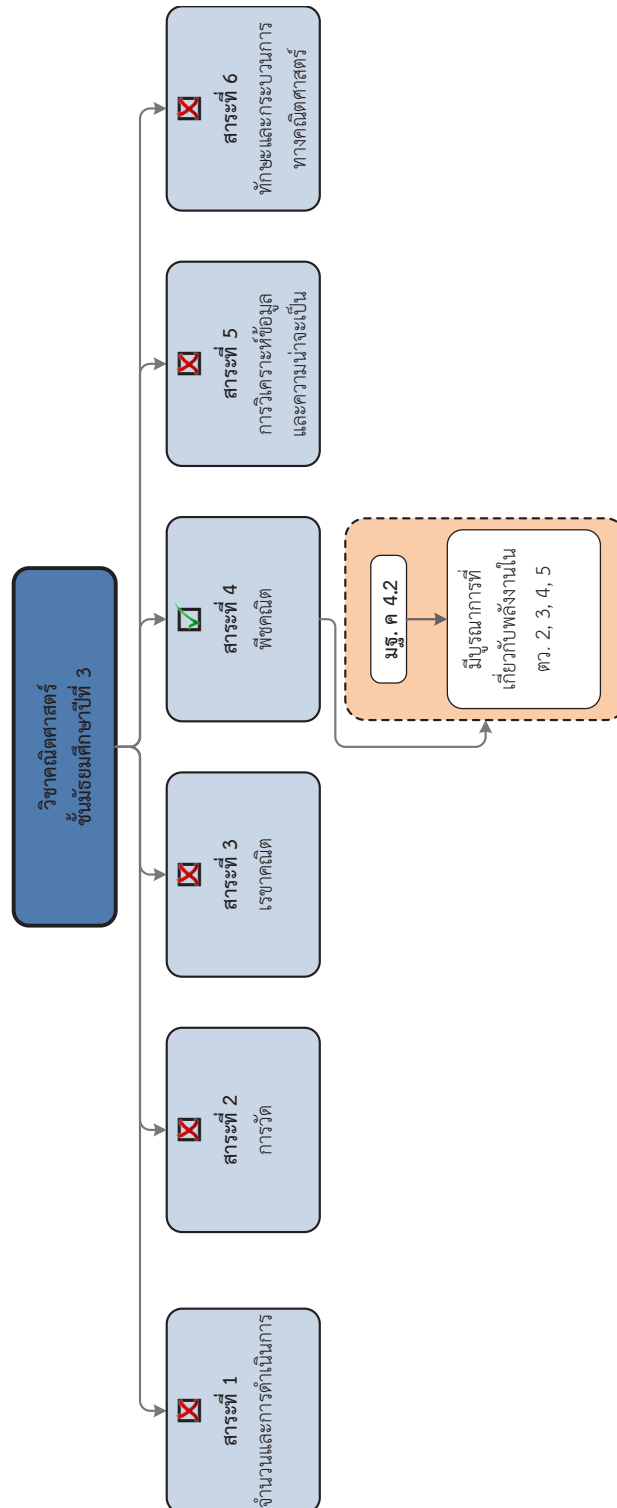 วิชาคณิตศาสตร์
ชั้นมัธยมศึกษาปีที่ 3
สาระที่ 1
จำนวนและการดำเนินการ
สาระที่ 2
การวัด
สาระที่ 3
เรขาคณิต
สาระที่ 4
พีชคณิต
สาระที่ 5
การวิเคราะห์ข้อมูล
และความน่าจะเป็น
สาระที่ 6
ทักษะและกระบวนการ
ทางคณิตศาสตร์
มฐ. ค 4.2
มีบูรณาการที่
เกี่ยวกับพลังงานใน
ตว. 2, 3, 4, 5